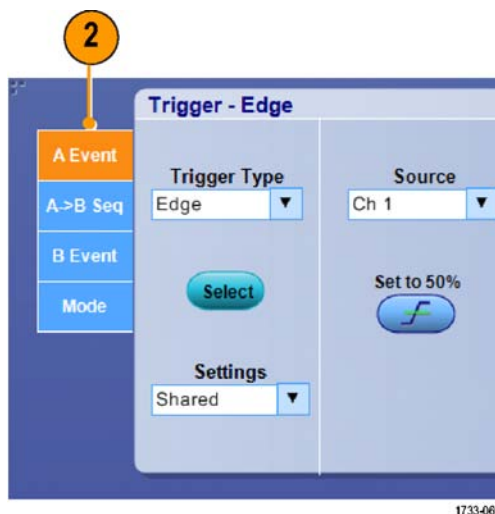 2
Trigger - Edge
A Event
A->B Seq
B Event
Mode
Trigger Type
Edge
Select
Settings
Shared
Source
Ch 1
Set to 50%
1733-06